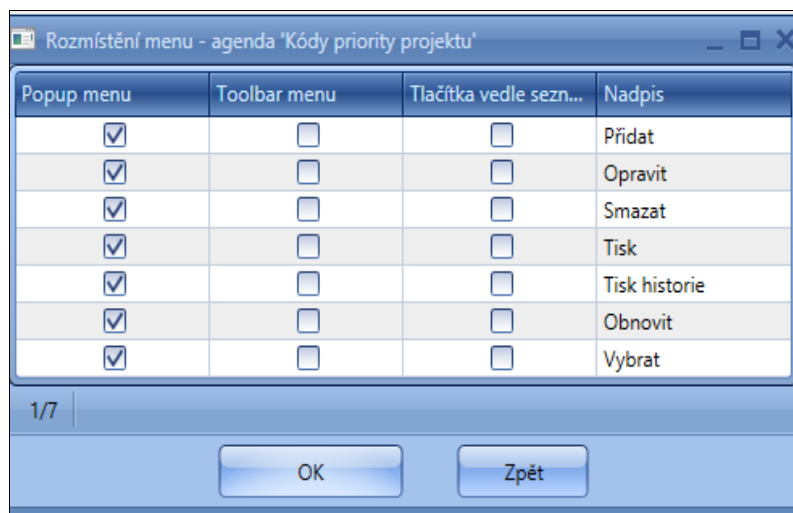 Rozmístění menu - agenda 'Kódy priority projektu'
Popup menu Toolbar menu Tlačítka vedle sezn... Nadpis
Přidat
Opravit
Smazat
Tisk
Tisk historie
Obnovit
Vybrat
1/7
OK Zpět